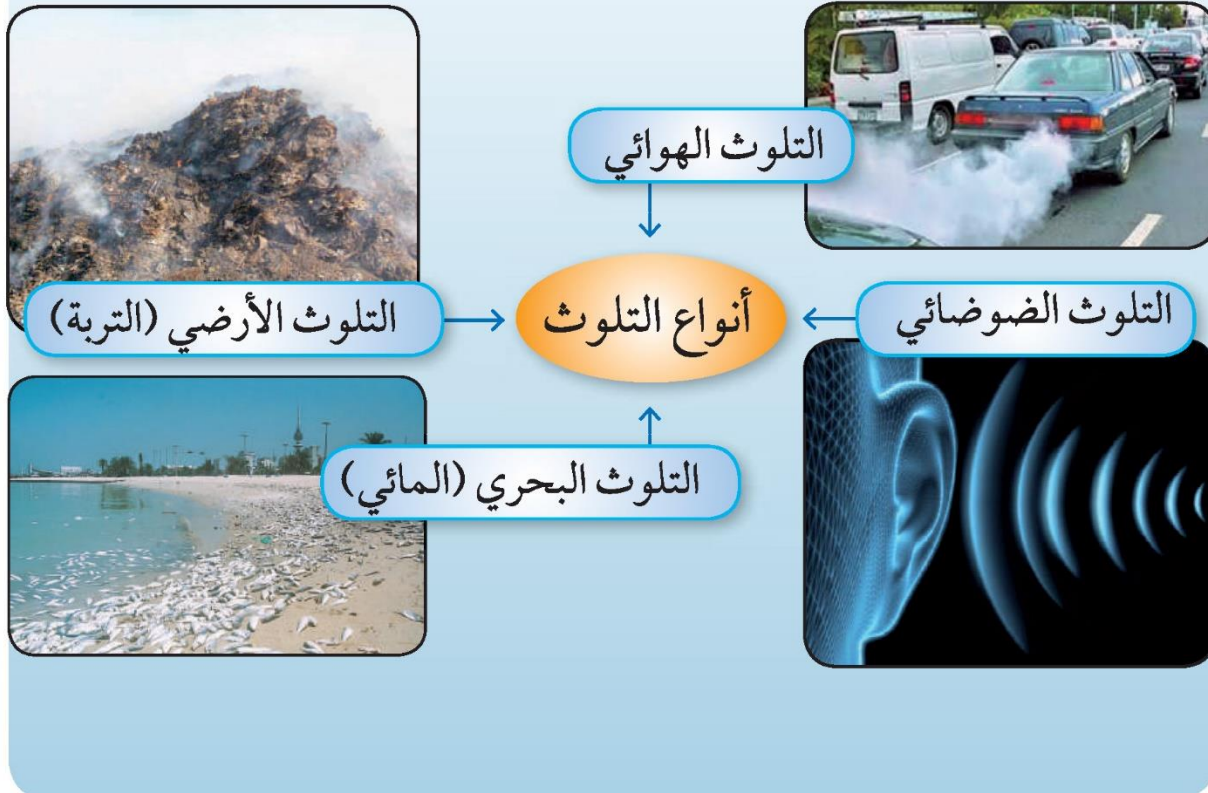 التلوث الهوائي
أنواع التلوث
التلوث الضوضائي
التلوث الأرضي (التربة)
التلوث البحري (المائي)